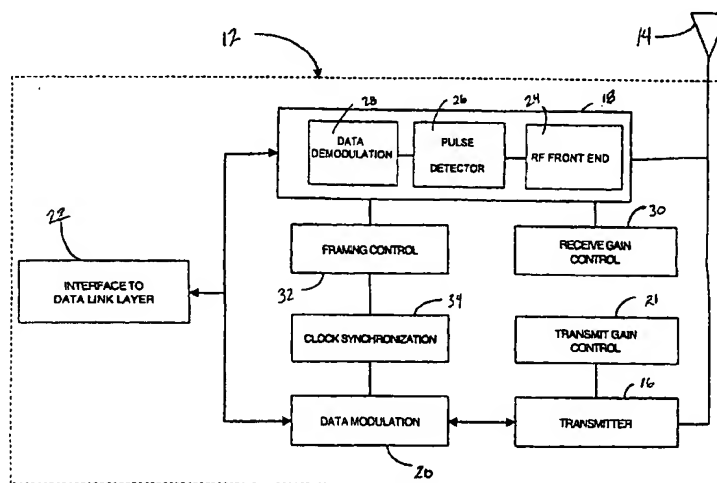 12
14
28
26
24
18
DATA
DEMODULATION
PULSE
DETECTOR
RF FRONT END
22
30
FRAMING CONTROL
RECEIVE GAIN
CONTROL
32
INTERFACE TO
DATA LINK LAYER
34
21
CLOCK SYNCHRONIZATION
TRANSMIT GAIN
CONTROL
16
DATA MODULATION
TRANSMITTER
20